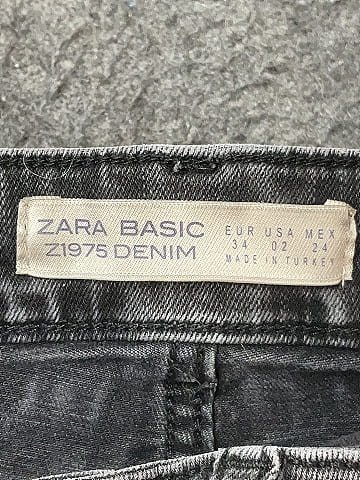 ZARA BASIC
Z1975 DENIM
EUR USA MEX
34 02 24
MADE IN TURKEY